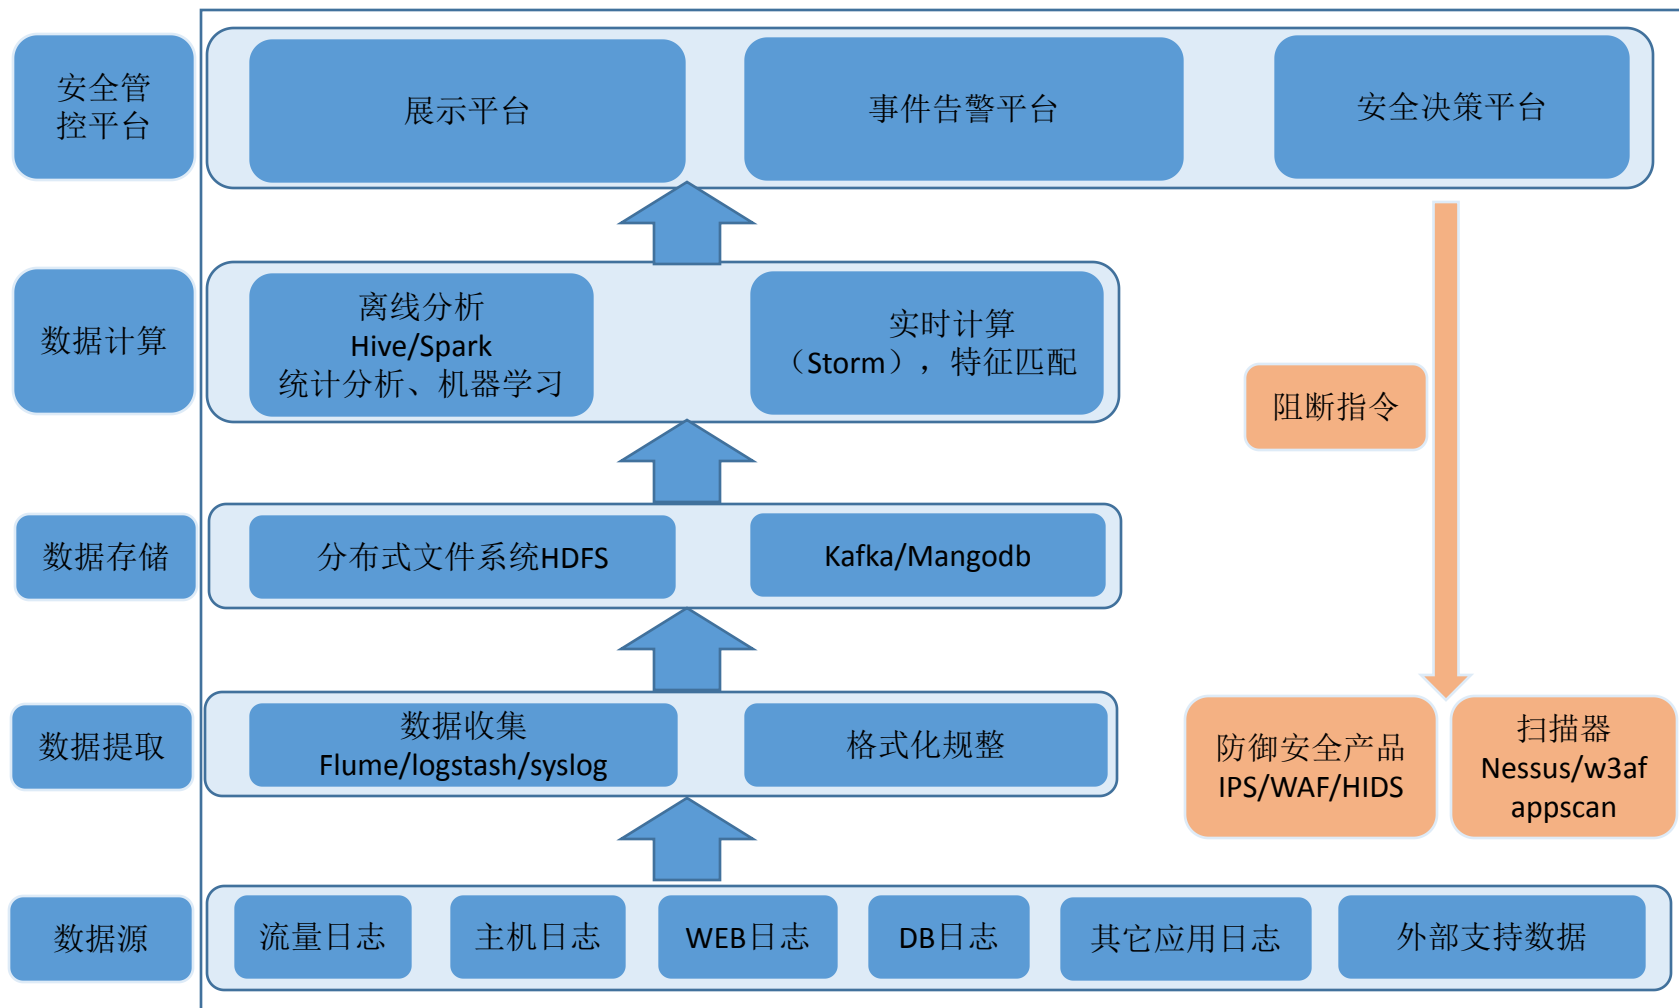 安全管
控平台
展示平台
事件告警平台
安全决策平台
数据计算
离线分析
Hive/Spark
统计分析、机器学习
实时计算
（Storm），特征匹配
阻断指令
数据存储
分布式文件系统HDFS
Kafka/Mangodb
数据提取
数据收集
Flume/logstash/syslog
格式化规整
防御安全产品
IPS/WAF/HIDS
扫描器
Nessus/w3af
appscan
数据源
流量日志
主机日志
WEB日志
DB日志
其它应用日志
外部支持数据